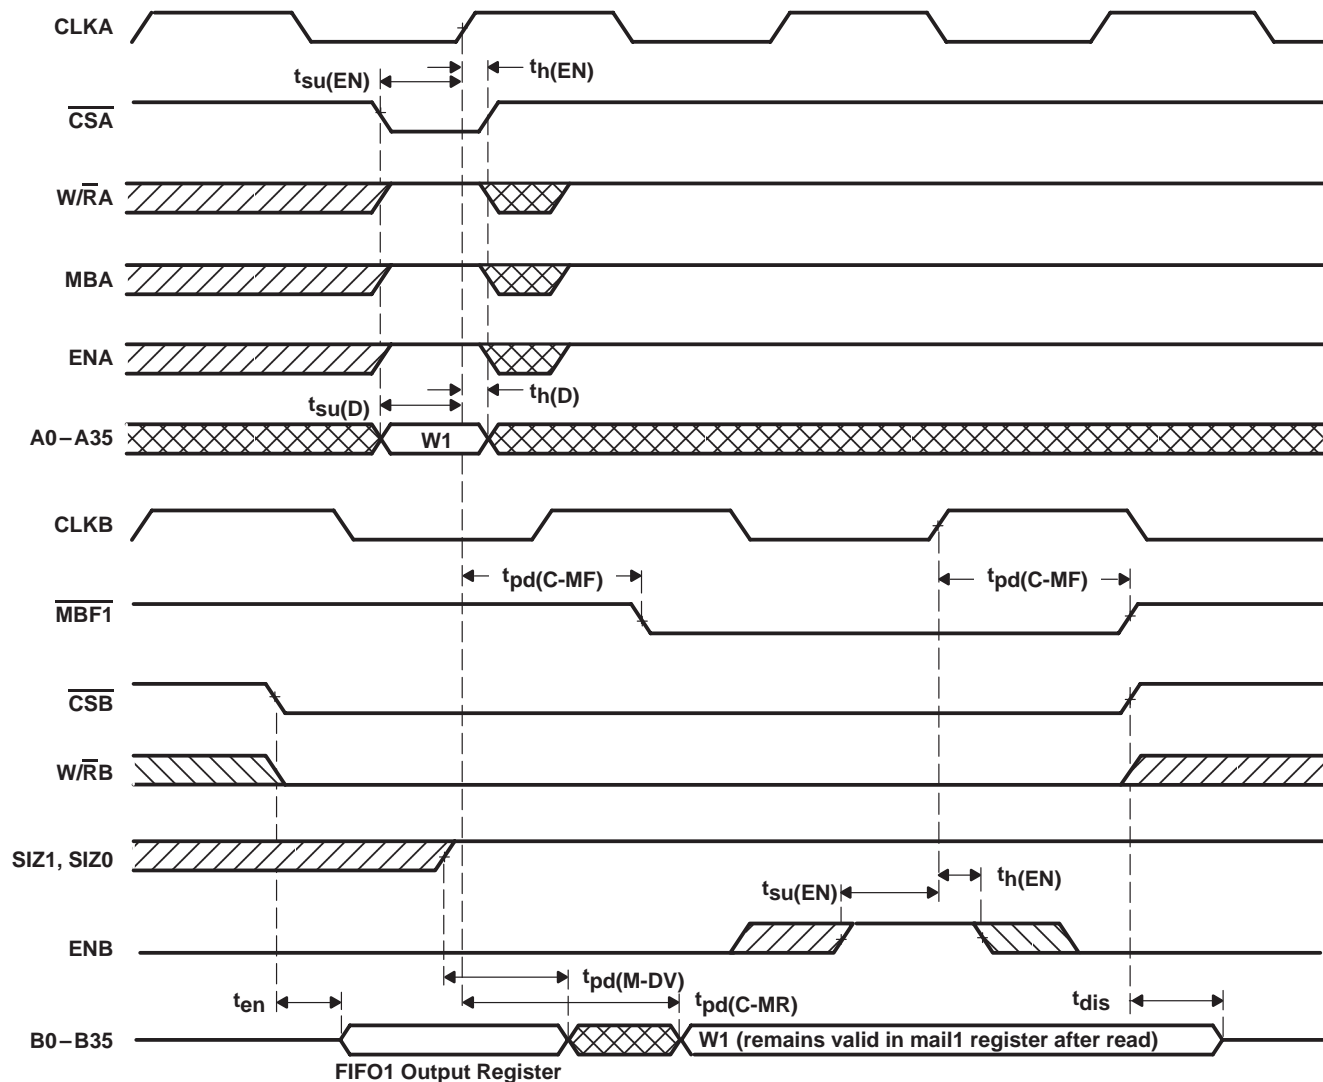 CLKA
tsu(EN)
th(EN)
CSA
W/RA
MBA
ENA
tsu(D)
th(D)
A0–A35
W1
CLKB
tpd(C-MF)
tpd(C-MF)
MBF1
CSB
W/RB
SIZ1, SIZ0
tsu(EN)
th(EN)
ENB
tpd(M-DV)
ten
tpd(C-MR)
tdis
B0–B35
W1 (remains valid in mail1 register after read)
FIFO1 Output Register